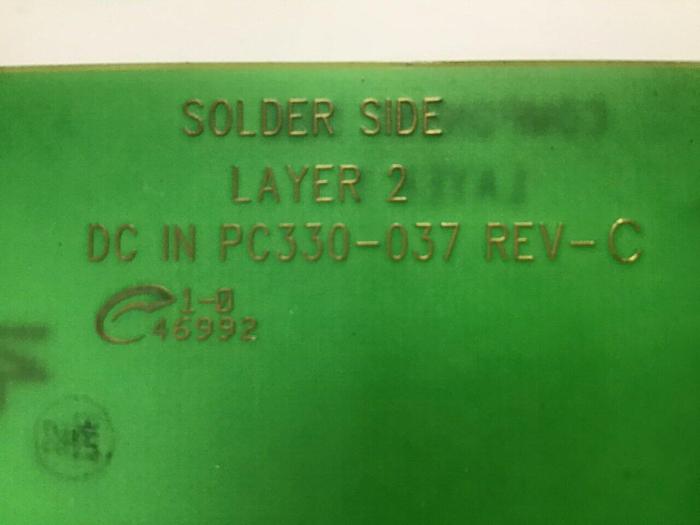 SOLDER SIDE
LAYER 2
DC IN PC330-037 REV-C
1-0
46992